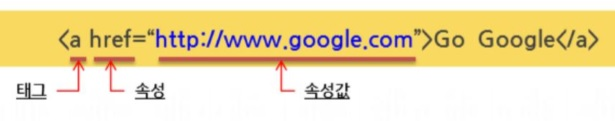 <a href=“http://www.google.com”>Go Google</a>
태그 속성 속성값